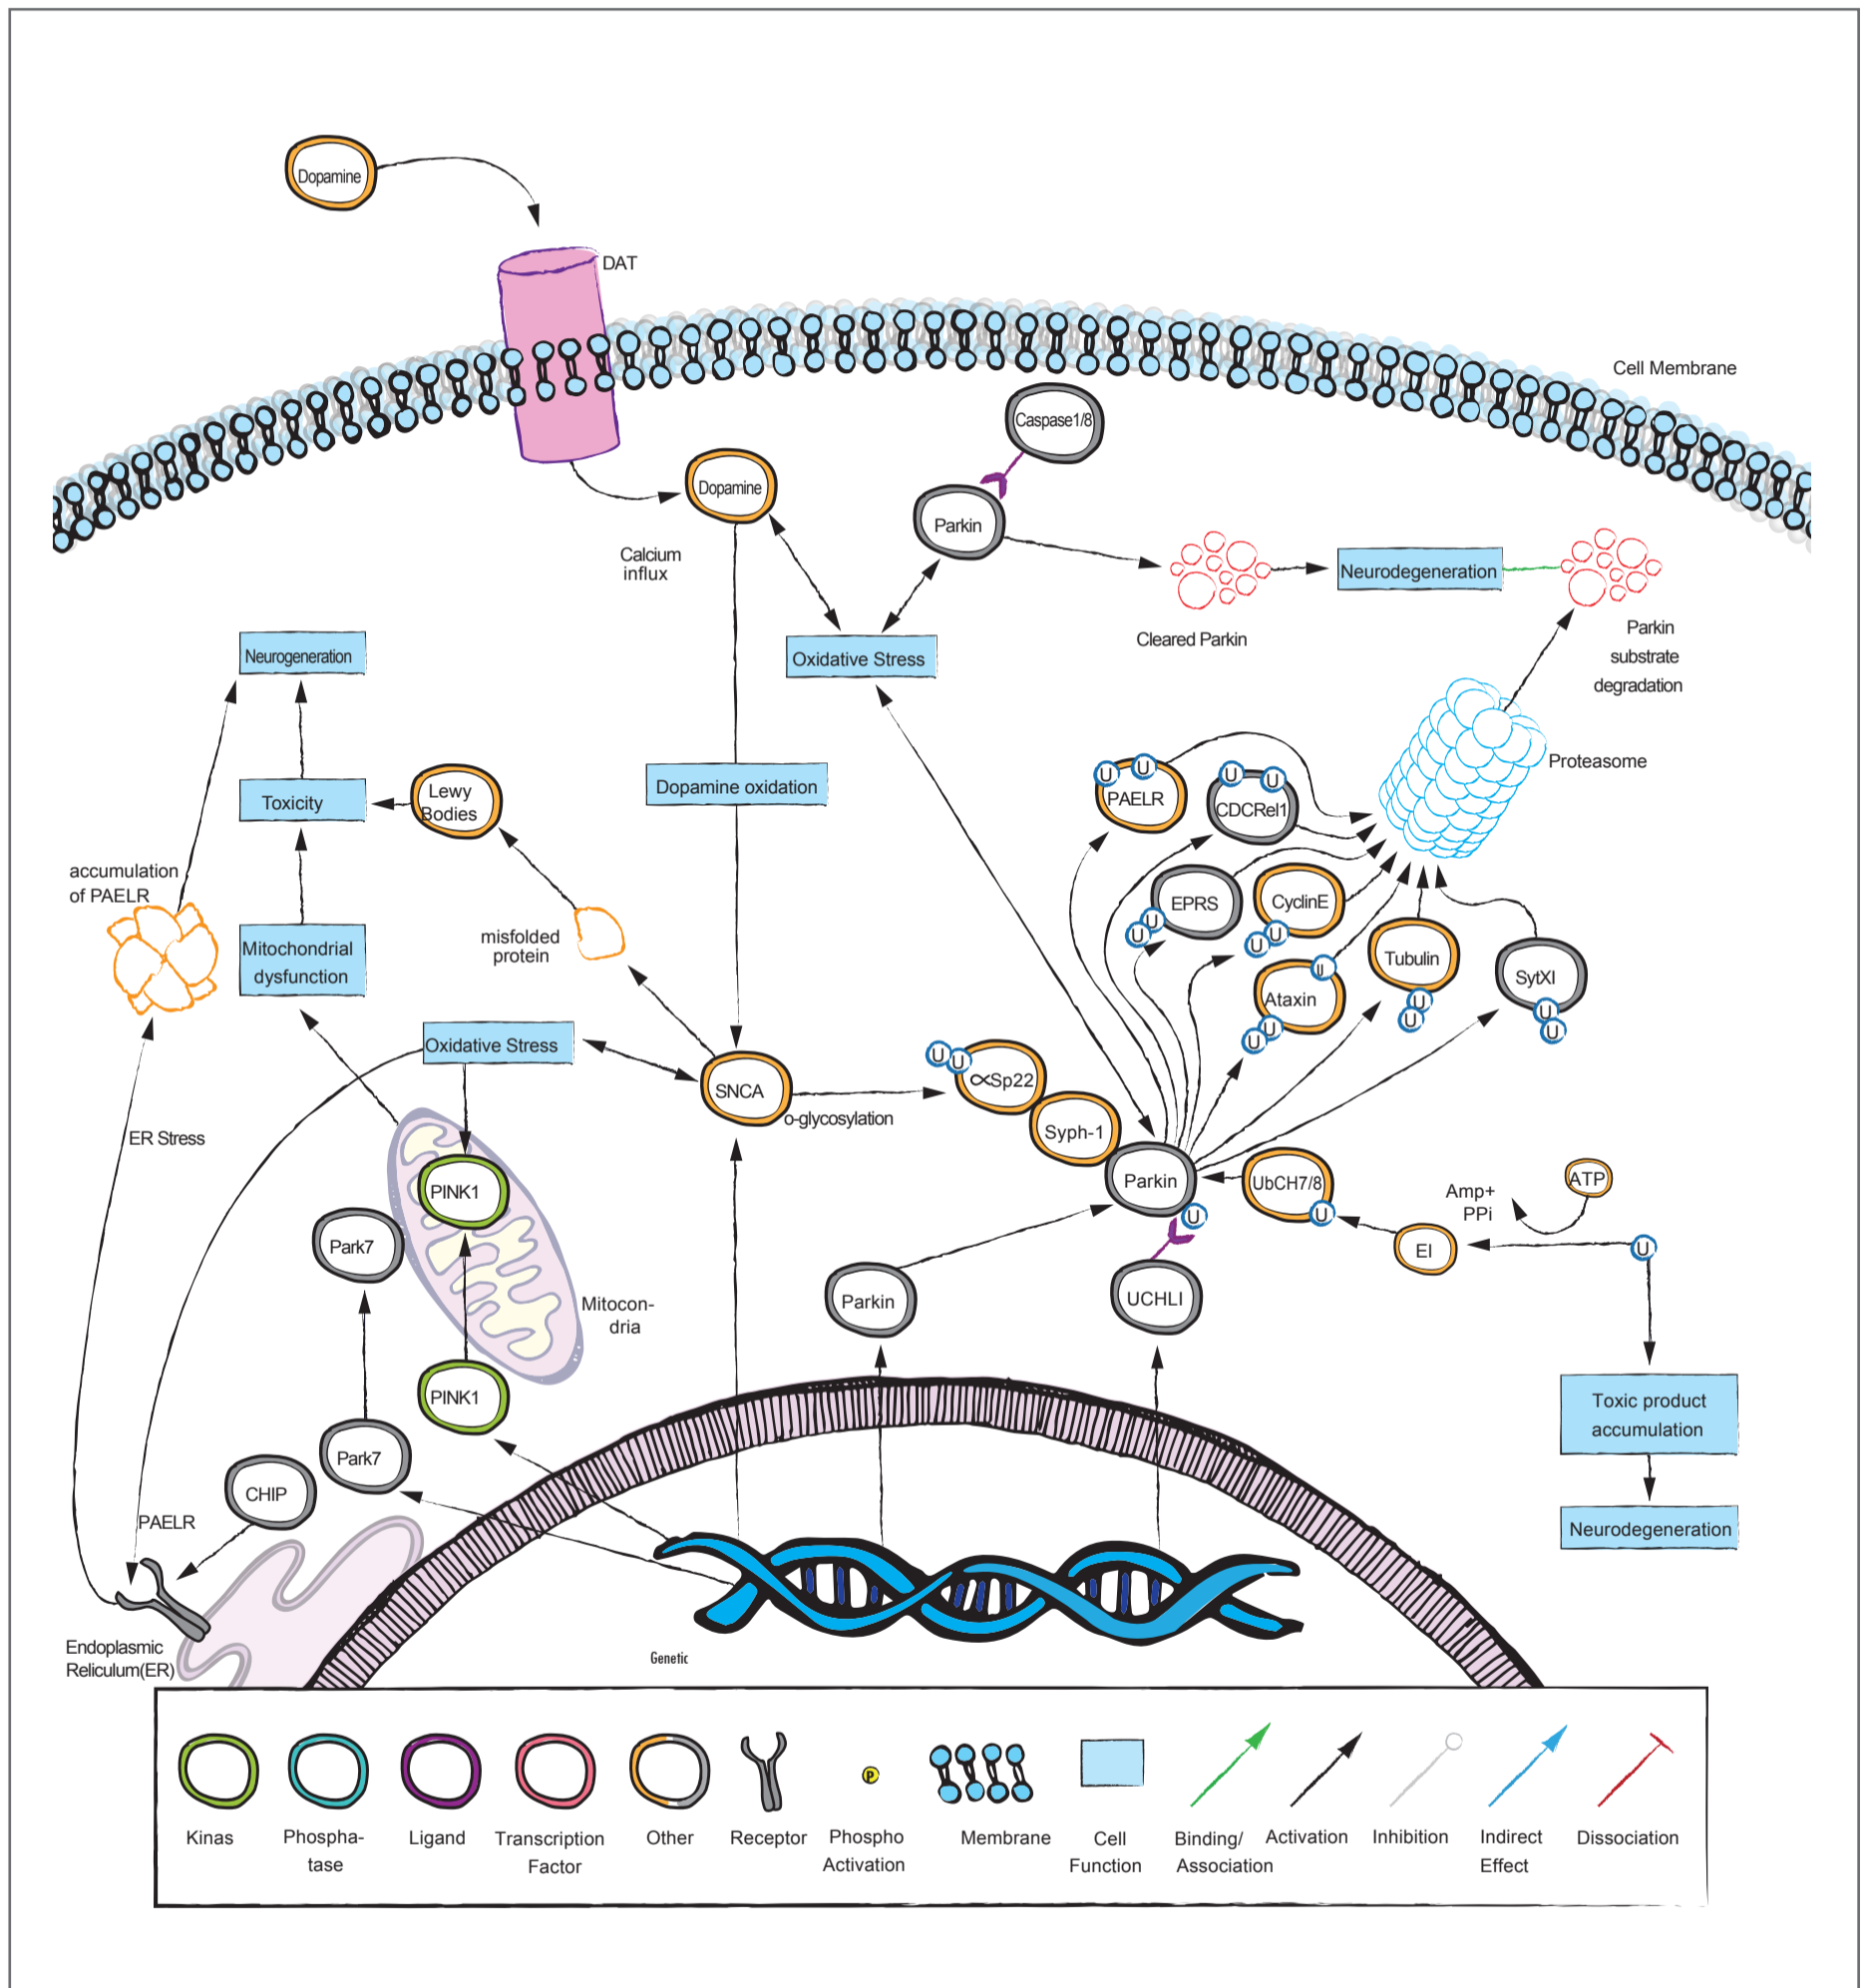 Dopamine
DAT
Cell Membrane
Caspase1/8
Dopamine
Parkin
Calcium
influx
Neurodegeneration
Cleared Parkin
Parkin
substrate
degradation
Oxidative Stress
Neurogeneration
Proteasome
Dopamine oxidation
Toxicity
Lewy
Bodies
U
U
PAELR
U
U
CDCRel1
accumulation
of PAELR
EPRS
U
U
CyclinE
U
U
misfolded
protein
Mitochondrial
dysfunction
Tubulin
U
U
SytXI
U
U
U
Ataxin
U
U
Oxidative Stress
SNCA
o-glycosylation
U
U
∝Sp22
Syph-1
ER Stress
PINK1
Parkin
U
UbCH7/8
U
Amp+
PPi
ATP
EI
U
Park7
Mitocon-
dria
Parkin
UCHLI
PINK1
Toxic product
accumulation
Park7
CHIP
PAELR
Neurodegeneration
Endoplasmic
Reliculum(ER)
Genetic
Kinas
Phospha-
tase
Ligand
Transcription
Factor
Other
Receptor
P
Phospho
Activation
Membrane
Cell
Function
Binding/
Association
Activation
Inhibition
Indirect
Effect
Dissociation